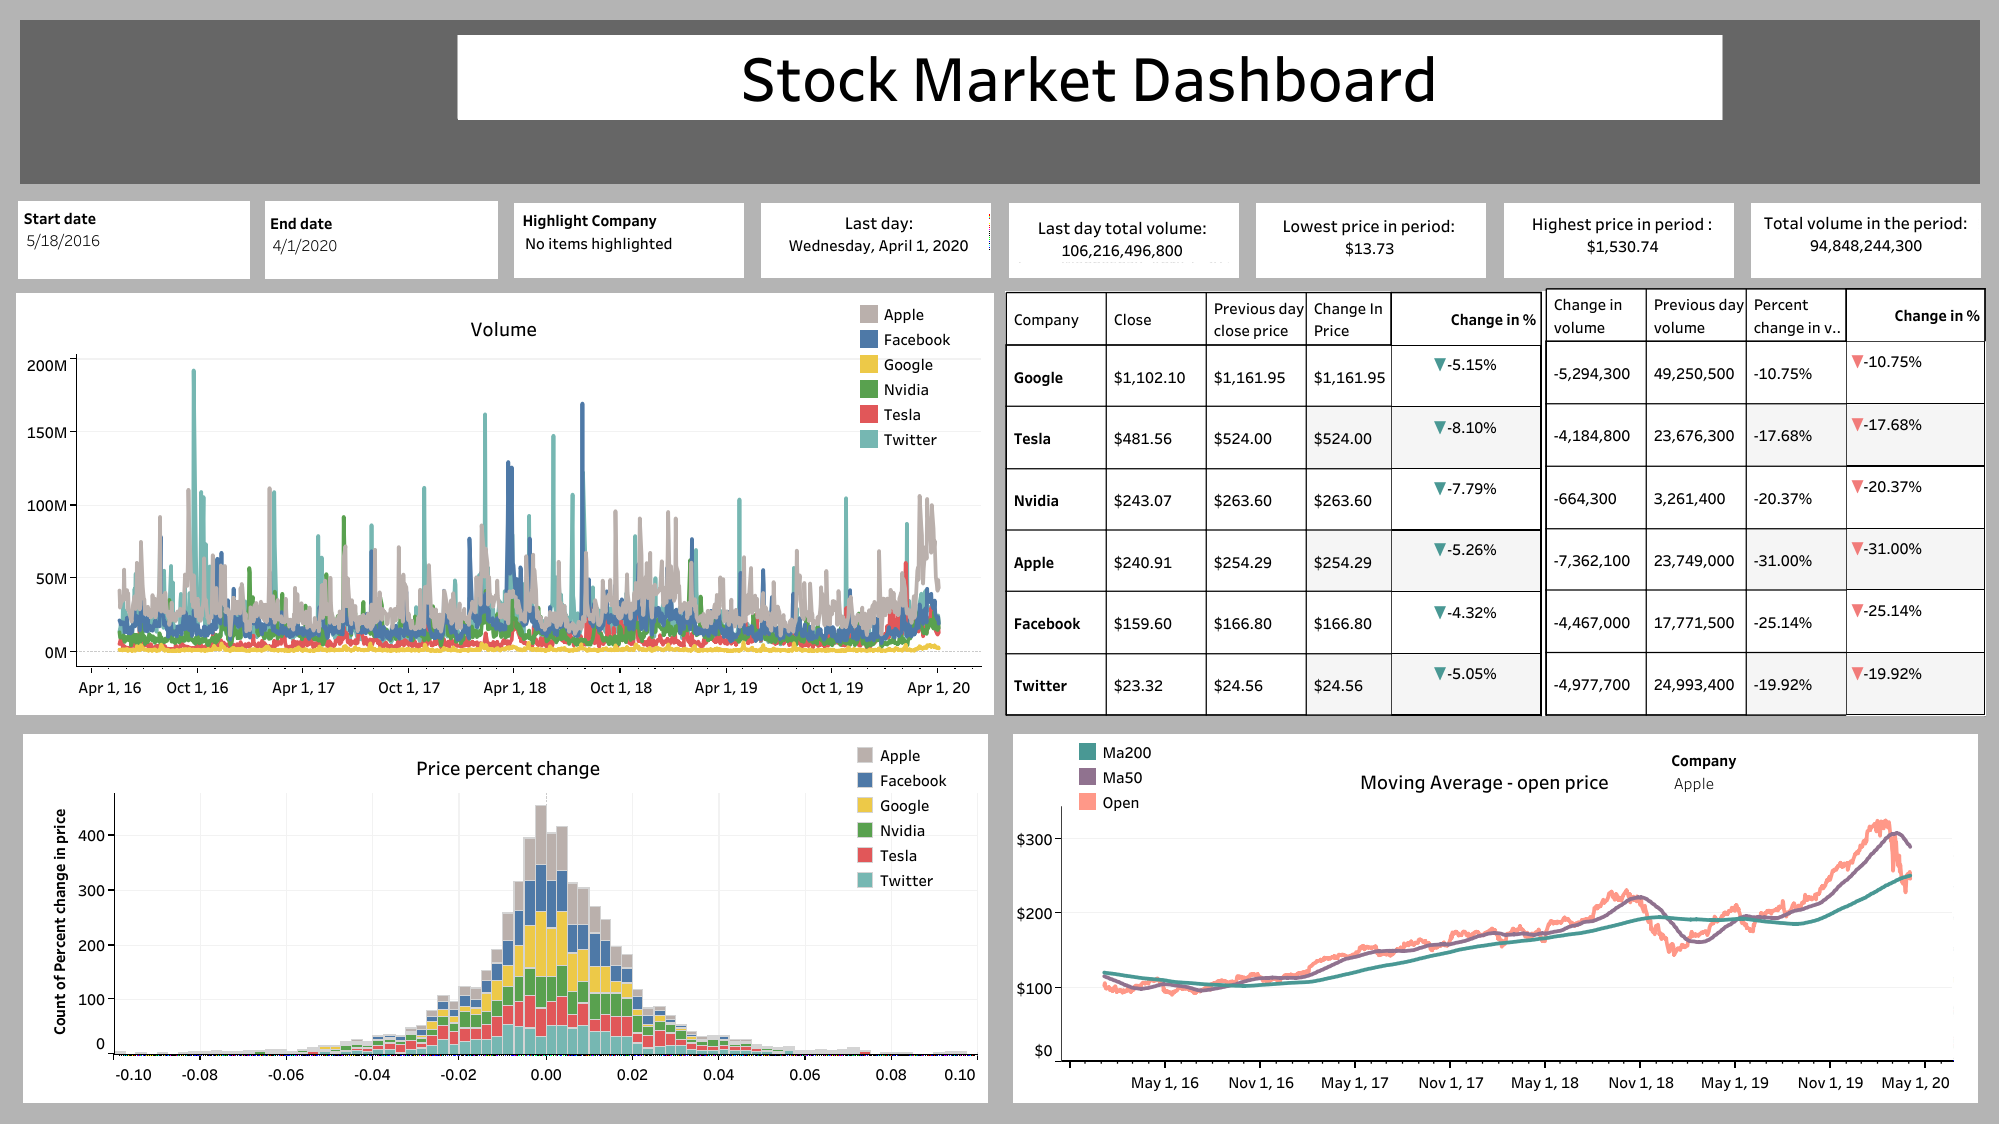 Stock Market Dashboard
Start date
5/18/2016
End date
4/1/2020
Highlight Company
No items highlighted
Last day:
Wednesday, April 1, 2020
Last day total volume:
106,216,496,800
Lowest price in period:
$13.73
Highest price in period :
$1,530.74
Total volume in the period:
94,848,244,300
Volume
Apple
Facebook
Google
Nvidia
Tesla
Twitter
200M
150M
100M
50M
0M
Apr 1, 16 Oct 1, 16 Apr 1, 17 Oct 1, 17 Apr 1, 18 Oct 1, 18 Apr 1, 19 Oct 1, 19 Apr 1, 20
Company Close Previous day close price Change In Price Change in %
Google $1,102.10 $1,161.95 $1,161.95 ▼-5.15%
Tesla $481.56 $524.00 $524.00 ▼-8.10%
Nvidia $243.07 $263.60 $263.60 ▼-7.79%
Apple $240.91 $254.29 $254.29 ▼-5.26%
Facebook $159.60 $166.80 $166.80 ▼-4.32%
Twitter $23.32 $24.56 $24.56 ▼-5.05%
Change in volume Previous day volume Percent change in v.. Change in %
-5,294,300 49,250,500 -10.75% ▼-10.75%
-4,184,800 23,676,300 -17.68% ▼-17.68%
-664,300 3,261,400 -20.37% ▼-20.37%
-7,362,100 23,749,000 -31.00% ▼-31.00%
-4,467,000 17,771,500 -25.14% ▼-25.14%
-4,977,700 24,993,400 -19.92% ▼-19.92%
Price percent change
Apple
Facebook
Google
Nvidia
Tesla
Twitter
Count of Percent change in price
400
300
200
100
0
-0.10 -0.08 -0.06 -0.04 -0.02 0.00 0.02 0.04 0.06 0.08 0.10
Ma200
Ma50
Open
Moving Average - open price
Company
Apple
$300
$200
$100
$0
May 1, 16 Nov 1, 16 May 1, 17 Nov 1, 17 May 1, 18 Nov 1, 18 May 1, 19 Nov 1, 19 May 1, 20